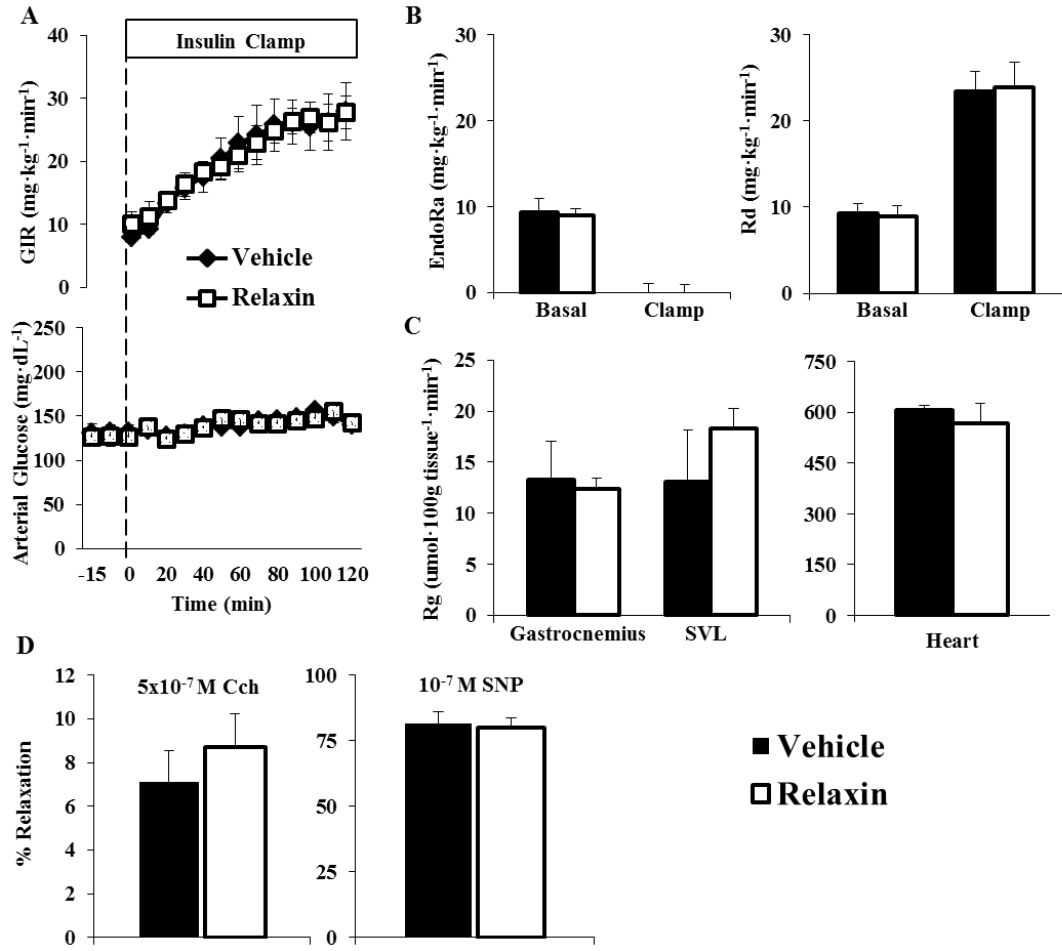 A
Insulin Clamp
GIR (mg·kg⁻¹·min⁻¹)
40
30
20
10
0
Vehicle
Relaxin
Arterial Glucose (mg·dL⁻¹)
250
200
150
100
50
0
-15 0 20 40 60 80 100 120
Time (min)
B
EndoRa (mg·kg⁻¹·min⁻¹)
30
20
10
0
Basal Clamp
Rd (mg·kg⁻¹·min⁻¹)
30
20
10
0
Basal Clamp
C
Rg (umol·100g tissue⁻¹·min⁻¹)
25
20
15
10
5
0
Gastrocnemius SVL
750
600
450
300
150
0
Heart
D
% Relaxation
12
10
8
6
4
2
0
5x10⁻⁷ M Cch
100
75
50
25
0
10⁻⁷ M SNP
Vehicle
Relaxin